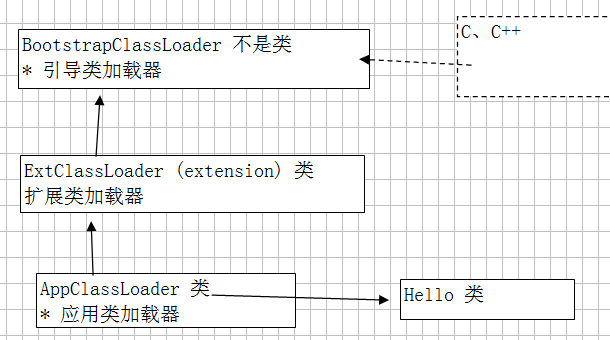 BootstrapClassLoader 不是类
* 引导类加载器
C、C++
ExtClassLoader (extension) 类
扩展类加载器
AppClassLoader 类
* 应用类加载器
Hello 类